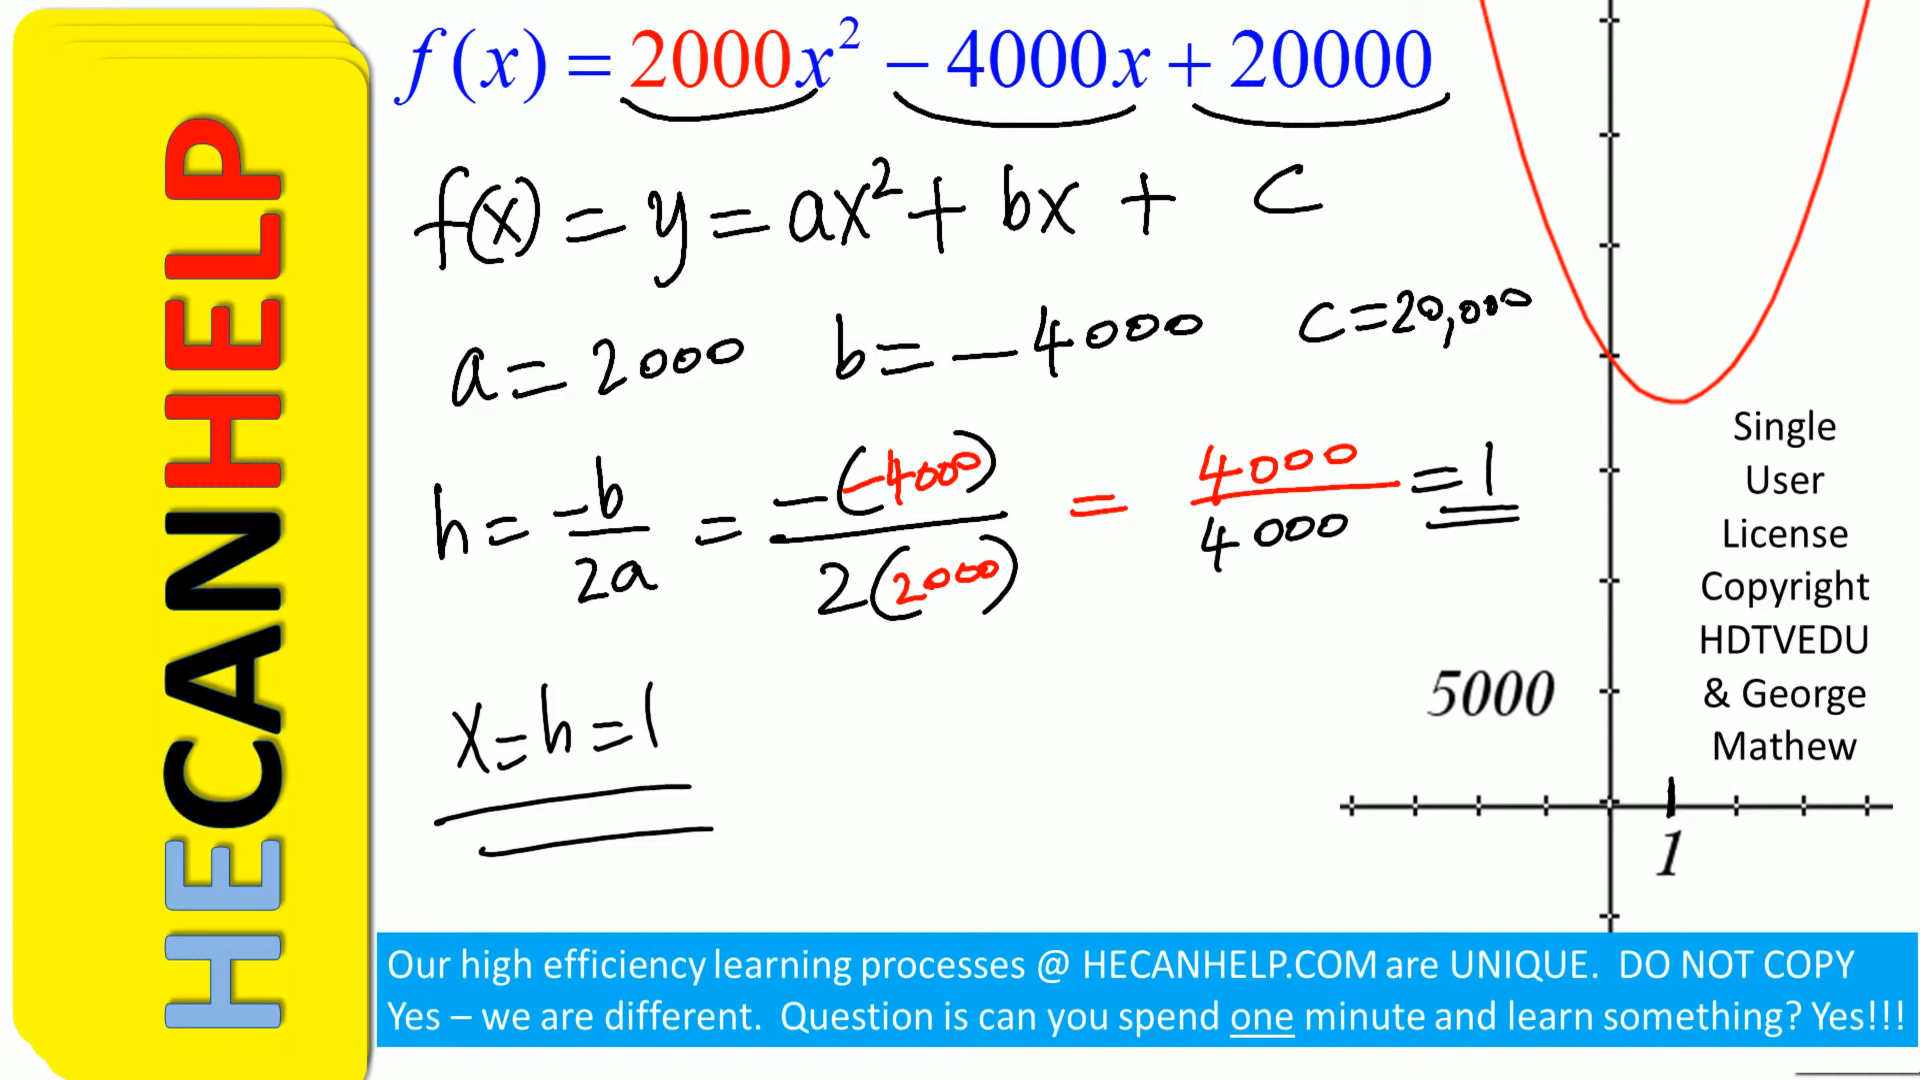 HECANHELP
f(x) = 2000x² − 4000x + 20000
f(x) = y = ax² + bx + c
a = 2000 b = −4000 c = 20,000
h = −b/2a = −(−4000)/2(2000) = 4000/4000 = 1
x = h = 1
Single
User
License
Copyright
HDTVEDU
& George
Mathew
5000
1
Our high efficiency learning processes @ HECANHELP.COM are UNIQUE. DO NOT COPY
Yes – we are different. Question is can you spend one minute and learn something? Yes!!!